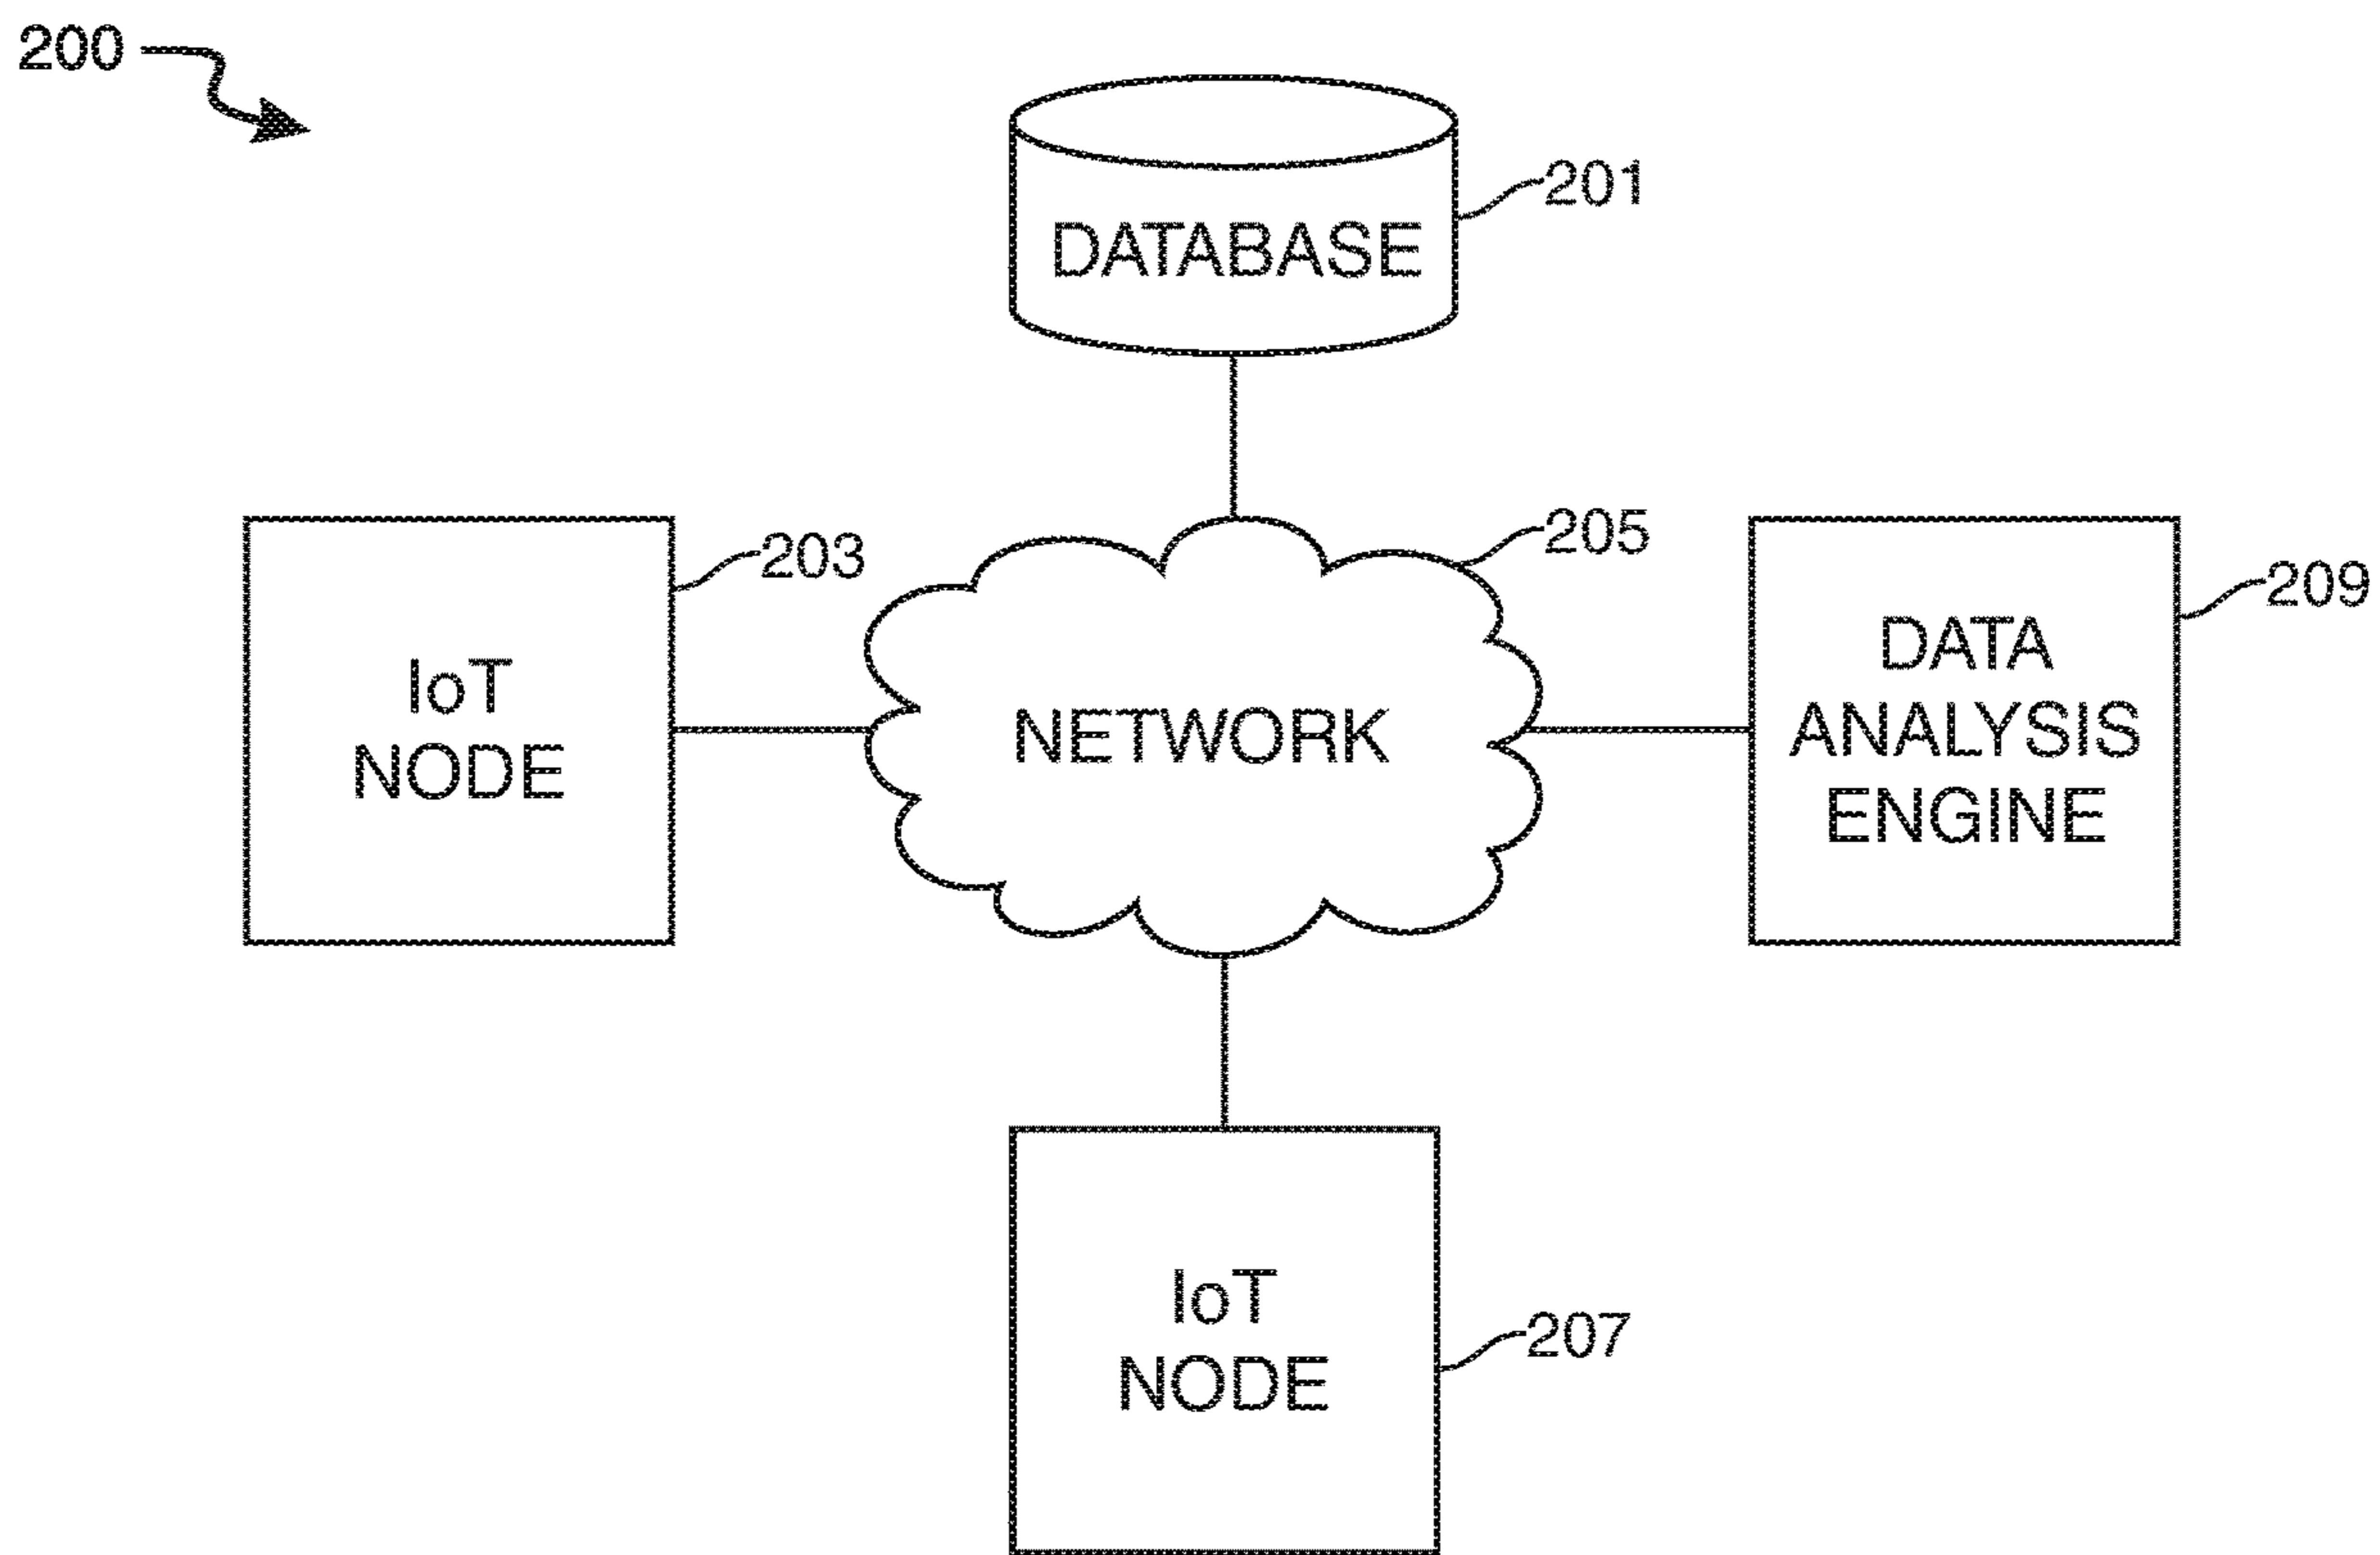 200
201
DATABASE
205
203
209
IoT
NODE
NETWORK
DATA
ANALYSIS
ENGINE
IoT
NODE
207